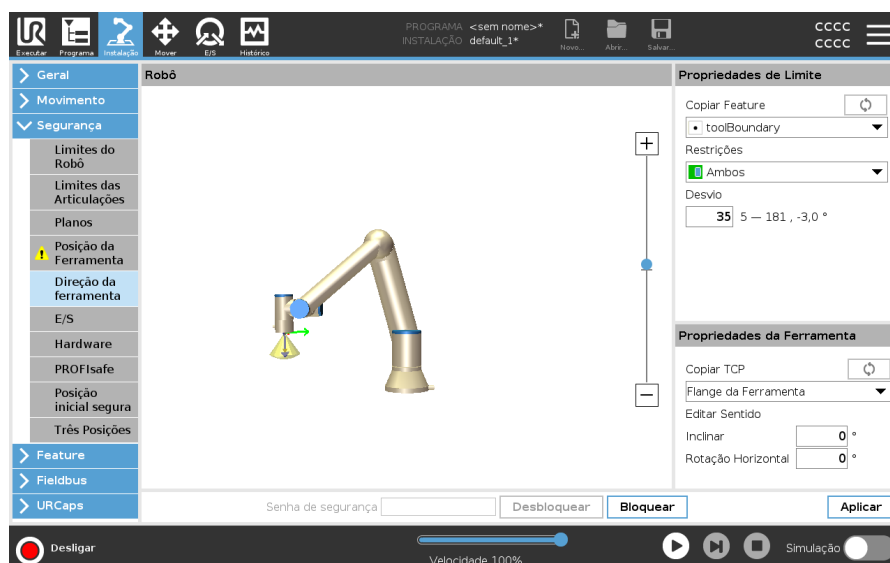 PROGRAMA <sem nome>*
INSTALAÇÃO default_1*
Executar
Programa
Instalação
Mover
E/S
Histórico
Novo...
Abrir...
Salvar...
cccc
cccc
Geral
Movimento
Segurança
Limites do
Robô
Limites das
Articulações
Planos
Posição da
Ferramenta
Direção da
ferramenta
E/S
Hardware
PROFIsafe
Posição
inicial segura
Três Posições
Feature
Fieldbus
URCaps
Robô
Propriedades de Limite
Copiar Feature
toolBoundary
Restrições
Ambos
Desvio
35 5 — 181 , -3,0 °
Propriedades da Ferramenta
Copiar TCP
Flange da Ferramenta
Editar Sentido
Inclinar 0 °
Rotação Horizontal 0 °
Senha de segurança
Desbloquear
Bloquear
Aplicar
Desligar
Velocidade 100%
Simulação